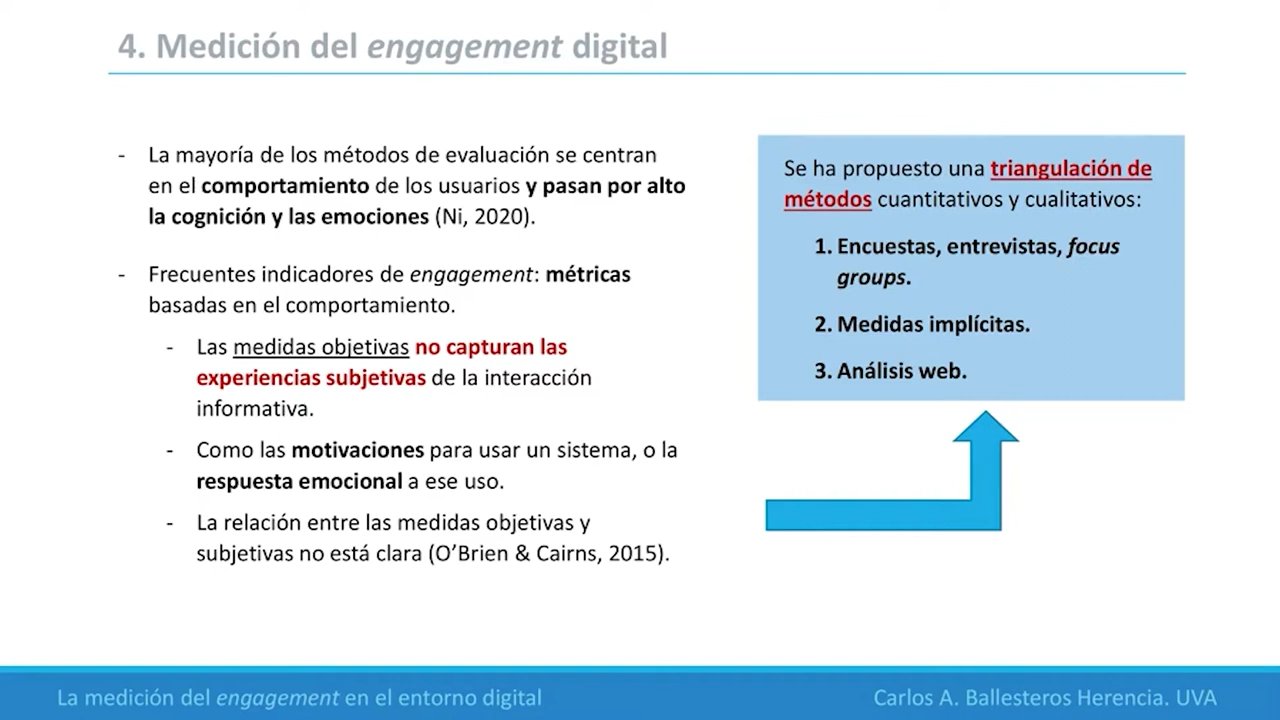 4. Medición del engagement digital
- La mayoría de los métodos de evaluación se centran
en el comportamiento de los usuarios y pasan por alto
la cognición y las emociones (Ni, 2020).
- Frecuentes indicadores de engagement: métricas
basadas en el comportamiento.
- Las medidas objetivas no capturan las
experiencias subjetivas de la interacción
informativa.
- Como las motivaciones para usar un sistema, o la
respuesta emocional a ese uso.
- La relación entre las medidas objetivas y
subjetivas no está clara (O’Brien & Cairns, 2015).
Se ha propuesto una triangulación de
métodos cuantitativos y cualitativos:
1. Encuestas, entrevistas, focus
groups.
2. Medidas implícitas.
3. Análisis web.
La medición del engagement en el entorno digital
Carlos A. Ballesteros Herencia. UVA